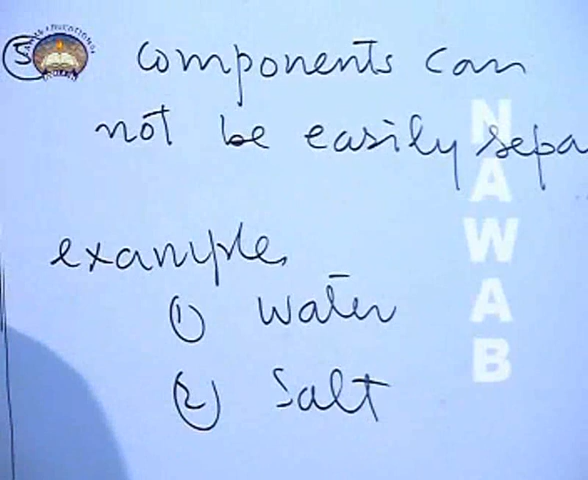 5
components can
not be easily sepa
example,
① water
② Salt
NAWAB